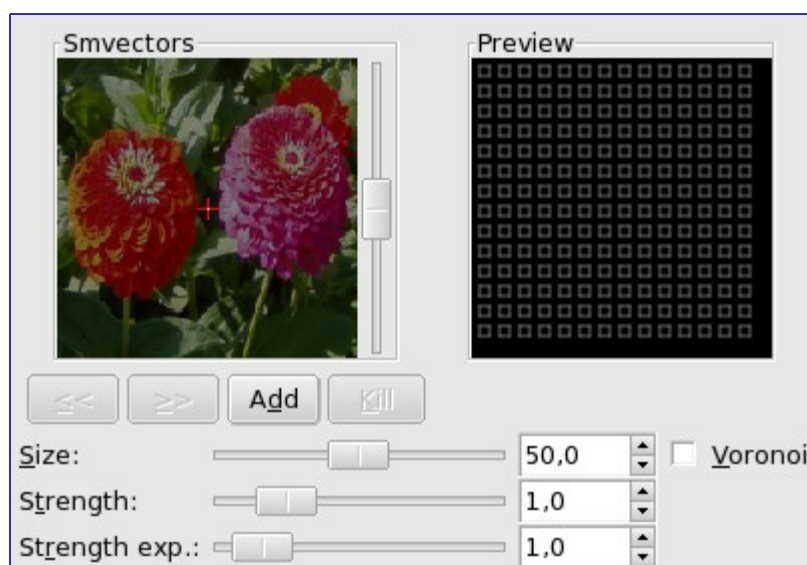 Smvectors
Preview
<<
>>
Add
Kill
Size:
50,0
Voronoi
Strength:
1,0
Strength exp.:
1,0